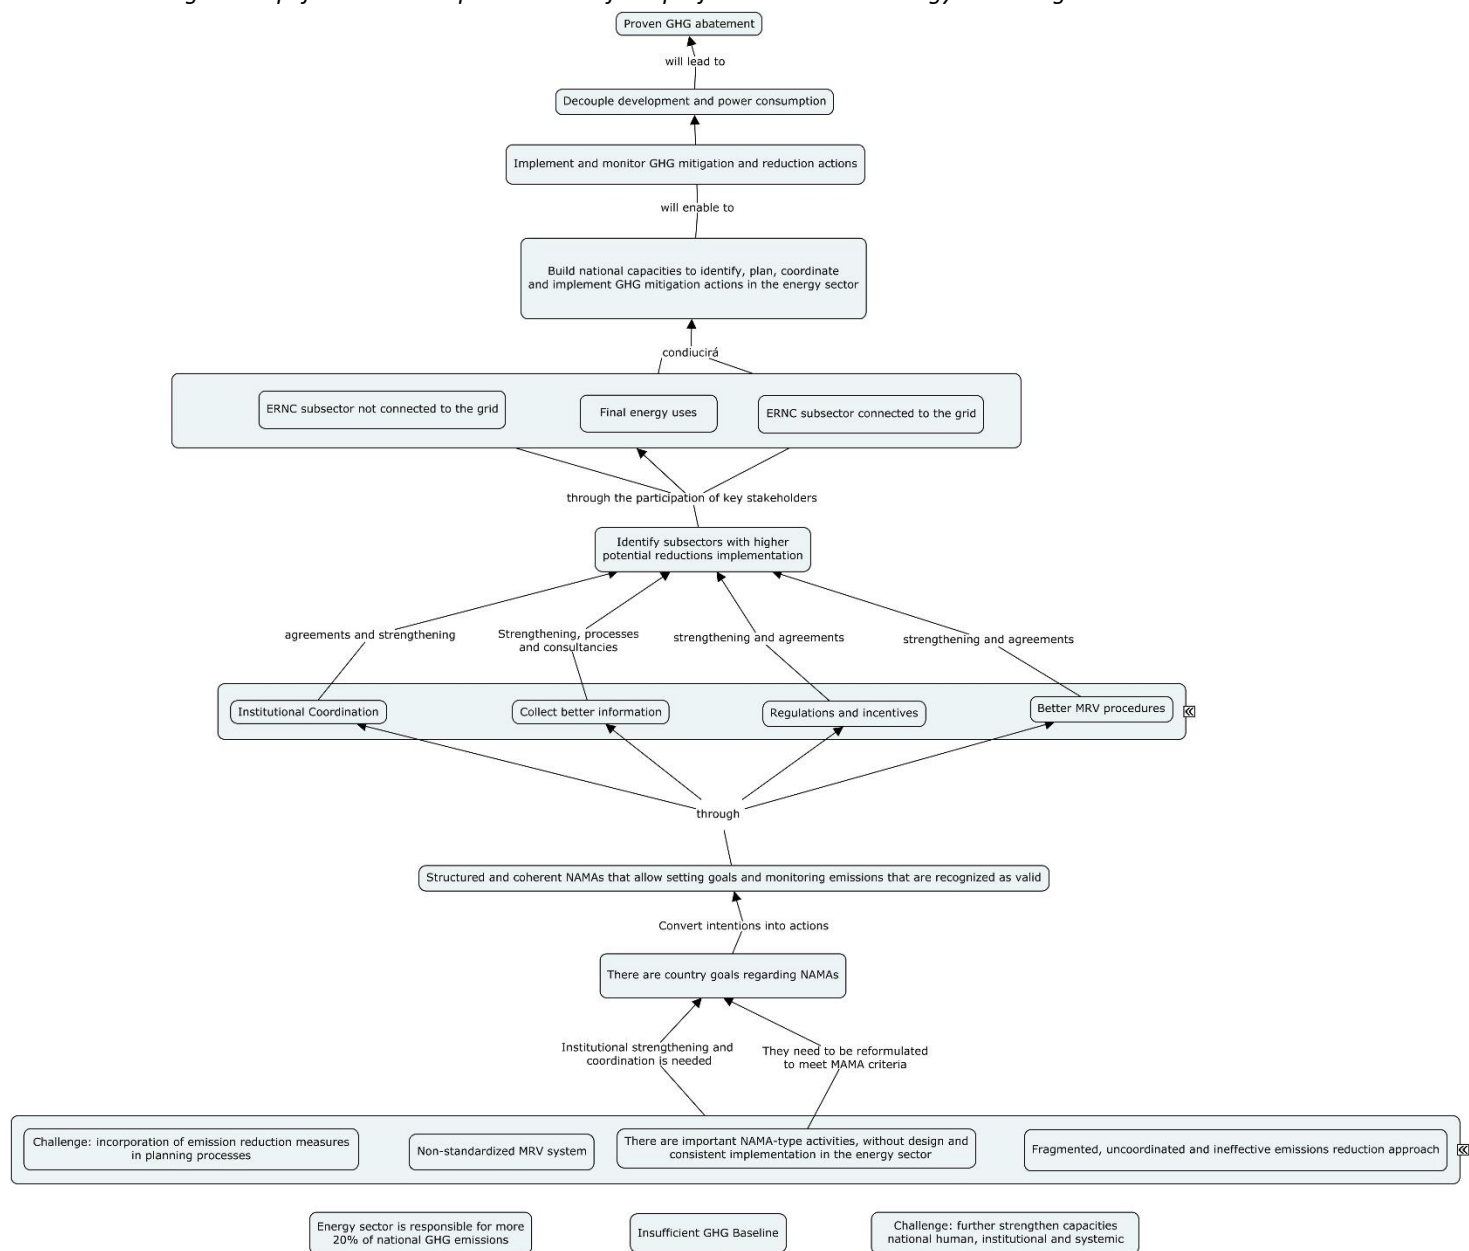 Proven GHG abatement
will lead to
Decouple development and power consumption
Implement and monitor GHG mitigation and reduction actions
will enable to
Build national capacities to identify, plan, coordinate
and implement GHG mitigation actions in the energy sector
condiucirá
ERNC subsector not connected to the grid
Final energy uses
ERNC subsector connected to the grid
through the participation of key stakeholders
Identify subsectors with higher
potential reductions implementation
agreements and strengthening
Strengthening, processes
and consultancies
strengthening and agreements
strengthening and agreements
Institutional Coordination
Collect better information
Regulations and incentives
Better MRV procedures
through
Structured and coherent NAMAs that allow setting goals and monitoring emissions that are recognized as valid
Convert intentions into actions
There are country goals regarding NAMAs
Institutional strengthening and
coordination is needed
They need to be reformulated
to meet MAMA criteria
Challenge: incorporation of emission reduction measures
in planning processes
Non-standardized MRV system
There are important NAMA-type activities, without design and
consistent implementation in the energy sector
Fragmented, uncoordinated and ineffective emissions reduction approach
Energy sector is responsible for more
20% of national GHG emissions
Insufficient GHG Baseline
Challenge: further strengthen capacities
national human, institutional and systemic